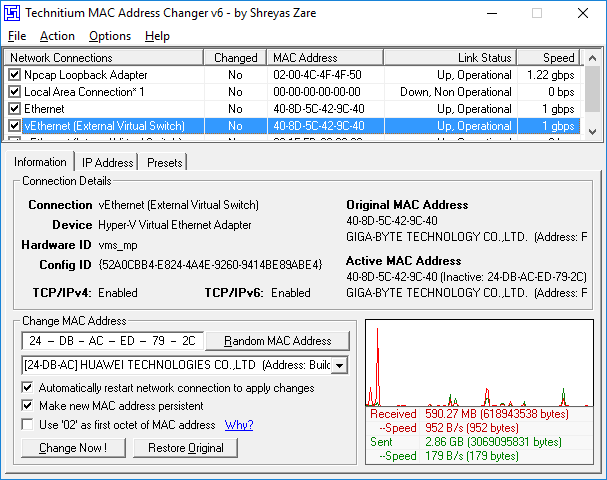 Technitium MAC Address Changer v6 - by Shreyas Zare
File Action Options Help
Network Connections Changed MAC Address Link Status Speed
Npcap Loopback Adapter No 02-00-4C-4F-4F-50 Up, Operational 1.22 gbps
Local Area Connection* 1 No 00-00-00-00-00-00 Down, Non Operational 0 bps
Ethernet No 40-8D-5C-42-9C-40 Up, Operational 1 gbps
vEthernet (External Virtual Switch) No 40-8D-5C-42-9C-40 Up, Operational 1 gbps
Information IP Address Presets
Connection Details
Connection vEthernet (External Virtual Switch)
Device Hyper-V Virtual Ethernet Adapter
Hardware ID vms_mp
Config ID {52A0CBB4-E824-4A4E-9260-9414BE89ABE4}
TCP/IPv4: Enabled TCP/IPv6: Enabled
Original MAC Address
40-8D-5C-42-9C-40
GIGA-BYTE TECHNOLOGY CO.,LTD. (Address: F
Active MAC Address
40-8D-5C-42-9C-40 (Inactive: 24-DB-AC-ED-79-2C)
GIGA-BYTE TECHNOLOGY CO.,LTD. (Address: F
Change MAC Address
24 - DB - AC - ED - 79 - 2C Random MAC Address
[24-DB-AC] HUAWEI TECHNOLOGIES CO.,LTD (Address: Build
Automatically restart network connection to apply changes
Make new MAC address persistent
Use '02' as first octet of MAC address Why?
Change Now ! Restore Original
Received 590.27 MB (618943538 bytes)
--Speed 952 B/s (952 bytes)
Sent 2.86 GB (3069095831 bytes)
--Speed 179 B/s (179 bytes)